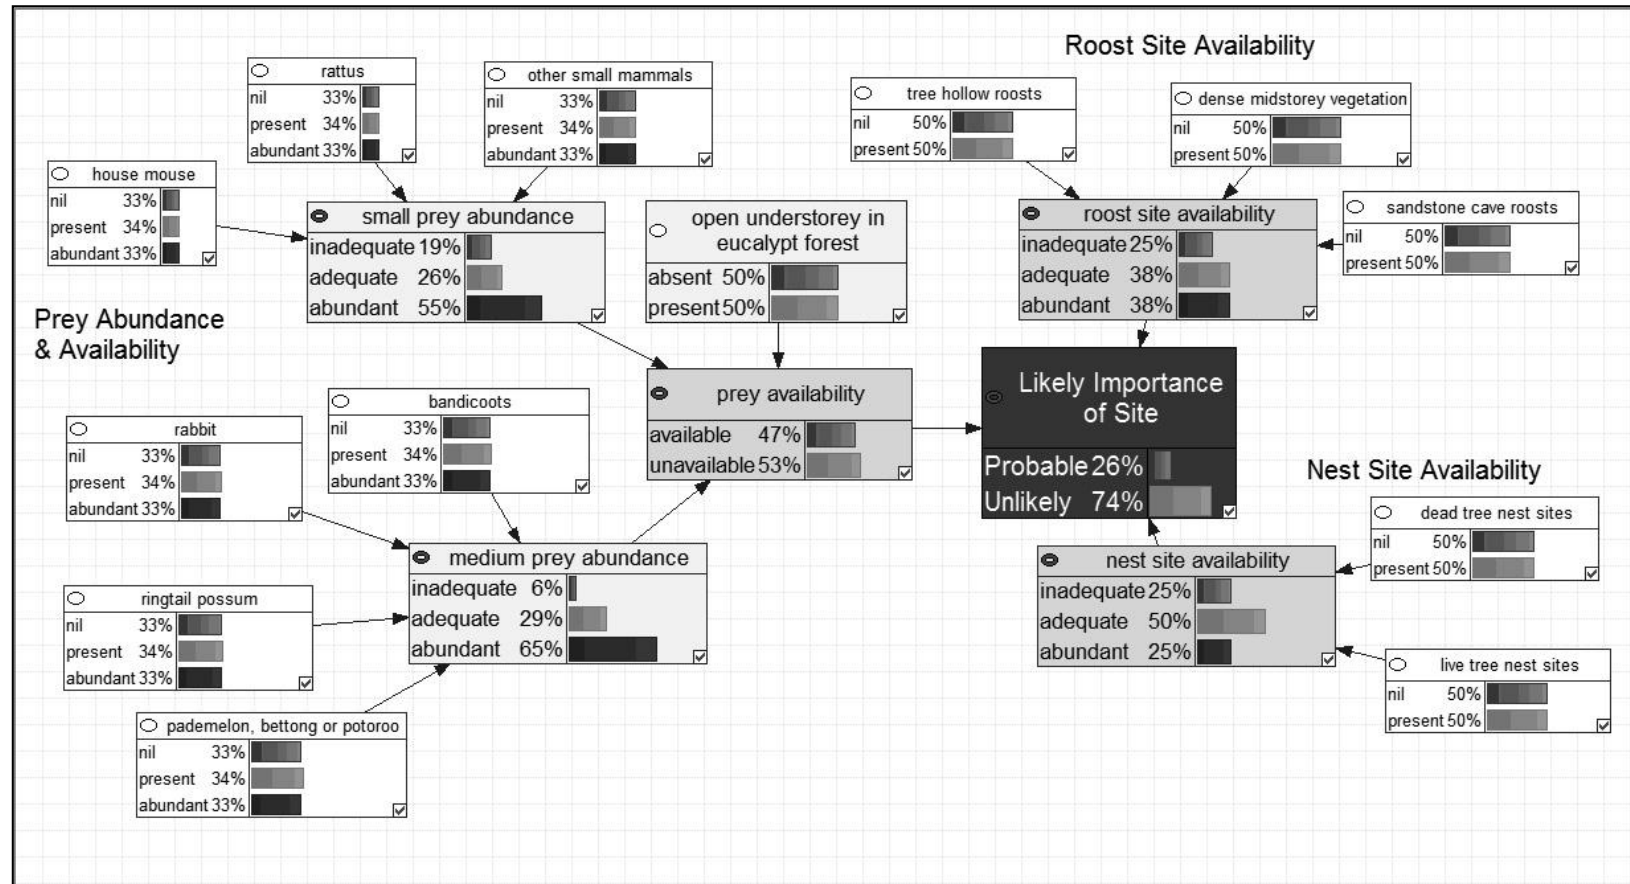 Roost Site Availability
rattus
nil 33%
present 34%
abundant 33%
other small mammals
nil 33%
present 34%
abundant 33%
tree hollow roosts
nil 50%
present 50%
dense midstorey vegetation
nil 50%
present 50%
house mouse
nil 33%
present 34%
abundant 33%
small prey abundance
inadequate 19%
adequate 26%
abundant 55%
open understorey in
eucalypt forest
absent 50%
present 50%
roost site availability
inadequate 25%
adequate 38%
abundant 38%
sandstone cave roosts
nil 50%
present 50%
Prey Abundance
& Availability
prey availability
available 47%
unavailable 53%
Likely Importance
of Site
Probable 26%
Unlikely 74%
bandicoots
nil 33%
present 34%
abundant 33%
rabbit
nil 33%
present 34%
abundant 33%
Nest Site Availability
dead tree nest sites
nil 50%
present 50%
medium prey abundance
inadequate 6%
adequate 29%
abundant 65%
nest site availability
inadequate 25%
adequate 50%
abundant 25%
ringtail possum
nil 33%
present 34%
abundant 33%
live tree nest sites
nil 50%
present 50%
pademelon, bettong or potoroo
nil 33%
present 34%
abundant 33%